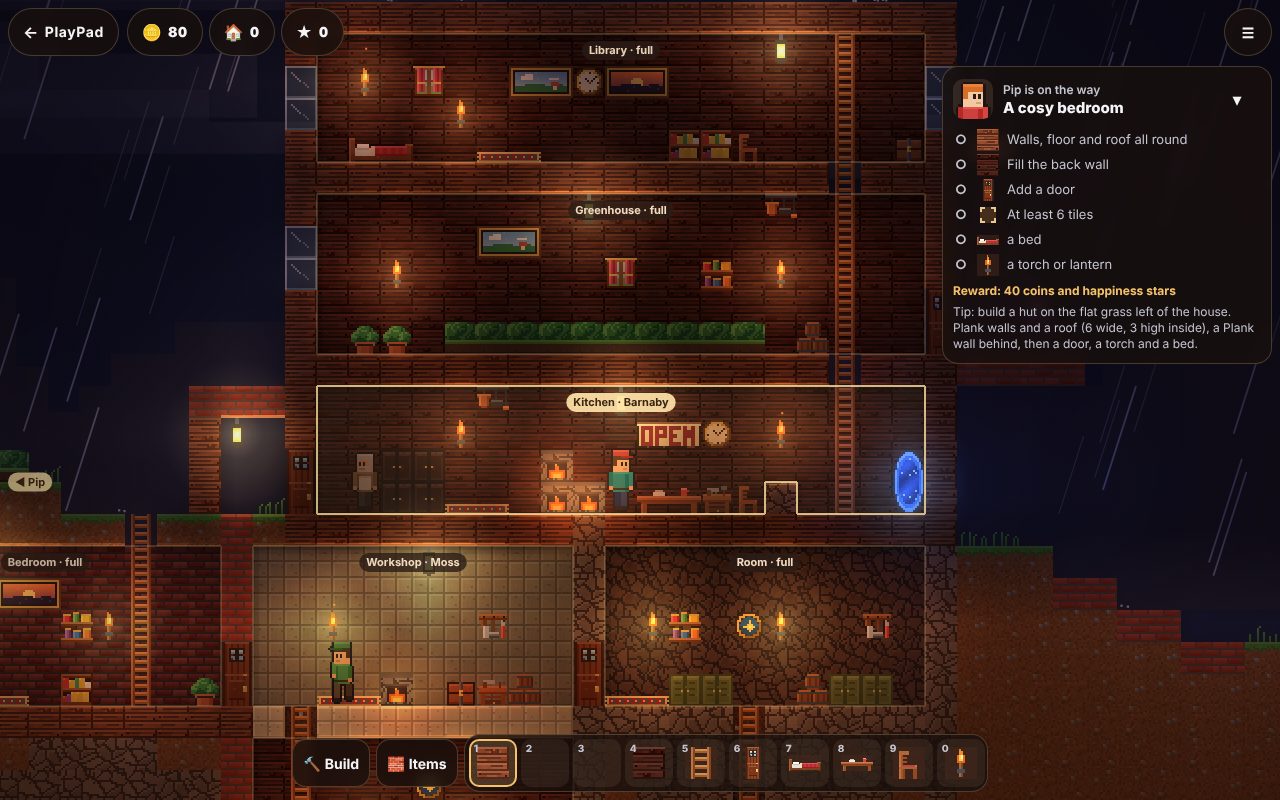 ← PlayPad
80
0
★ 0
Library · full
Pip is on the way
A cosy bedroom
Walls, floor and roof all round
Fill the back wall
Add a door
At least 6 tiles
a bed
a torch or lantern
Reward: 40 coins and happiness stars
Tip: build a hut on the flat grass left of the house.
Plank walls and a roof (6 wide, 3 high inside), a Plank
wall behind, then a door, a torch and a bed.
Greenhouse · full
Kitchen · Barnaby
OPEN
◀ Pip
Bedroom · full
Workshop · Moss
Room · full
Build
Items
1 2 3 4 5 6 7 8 9 0